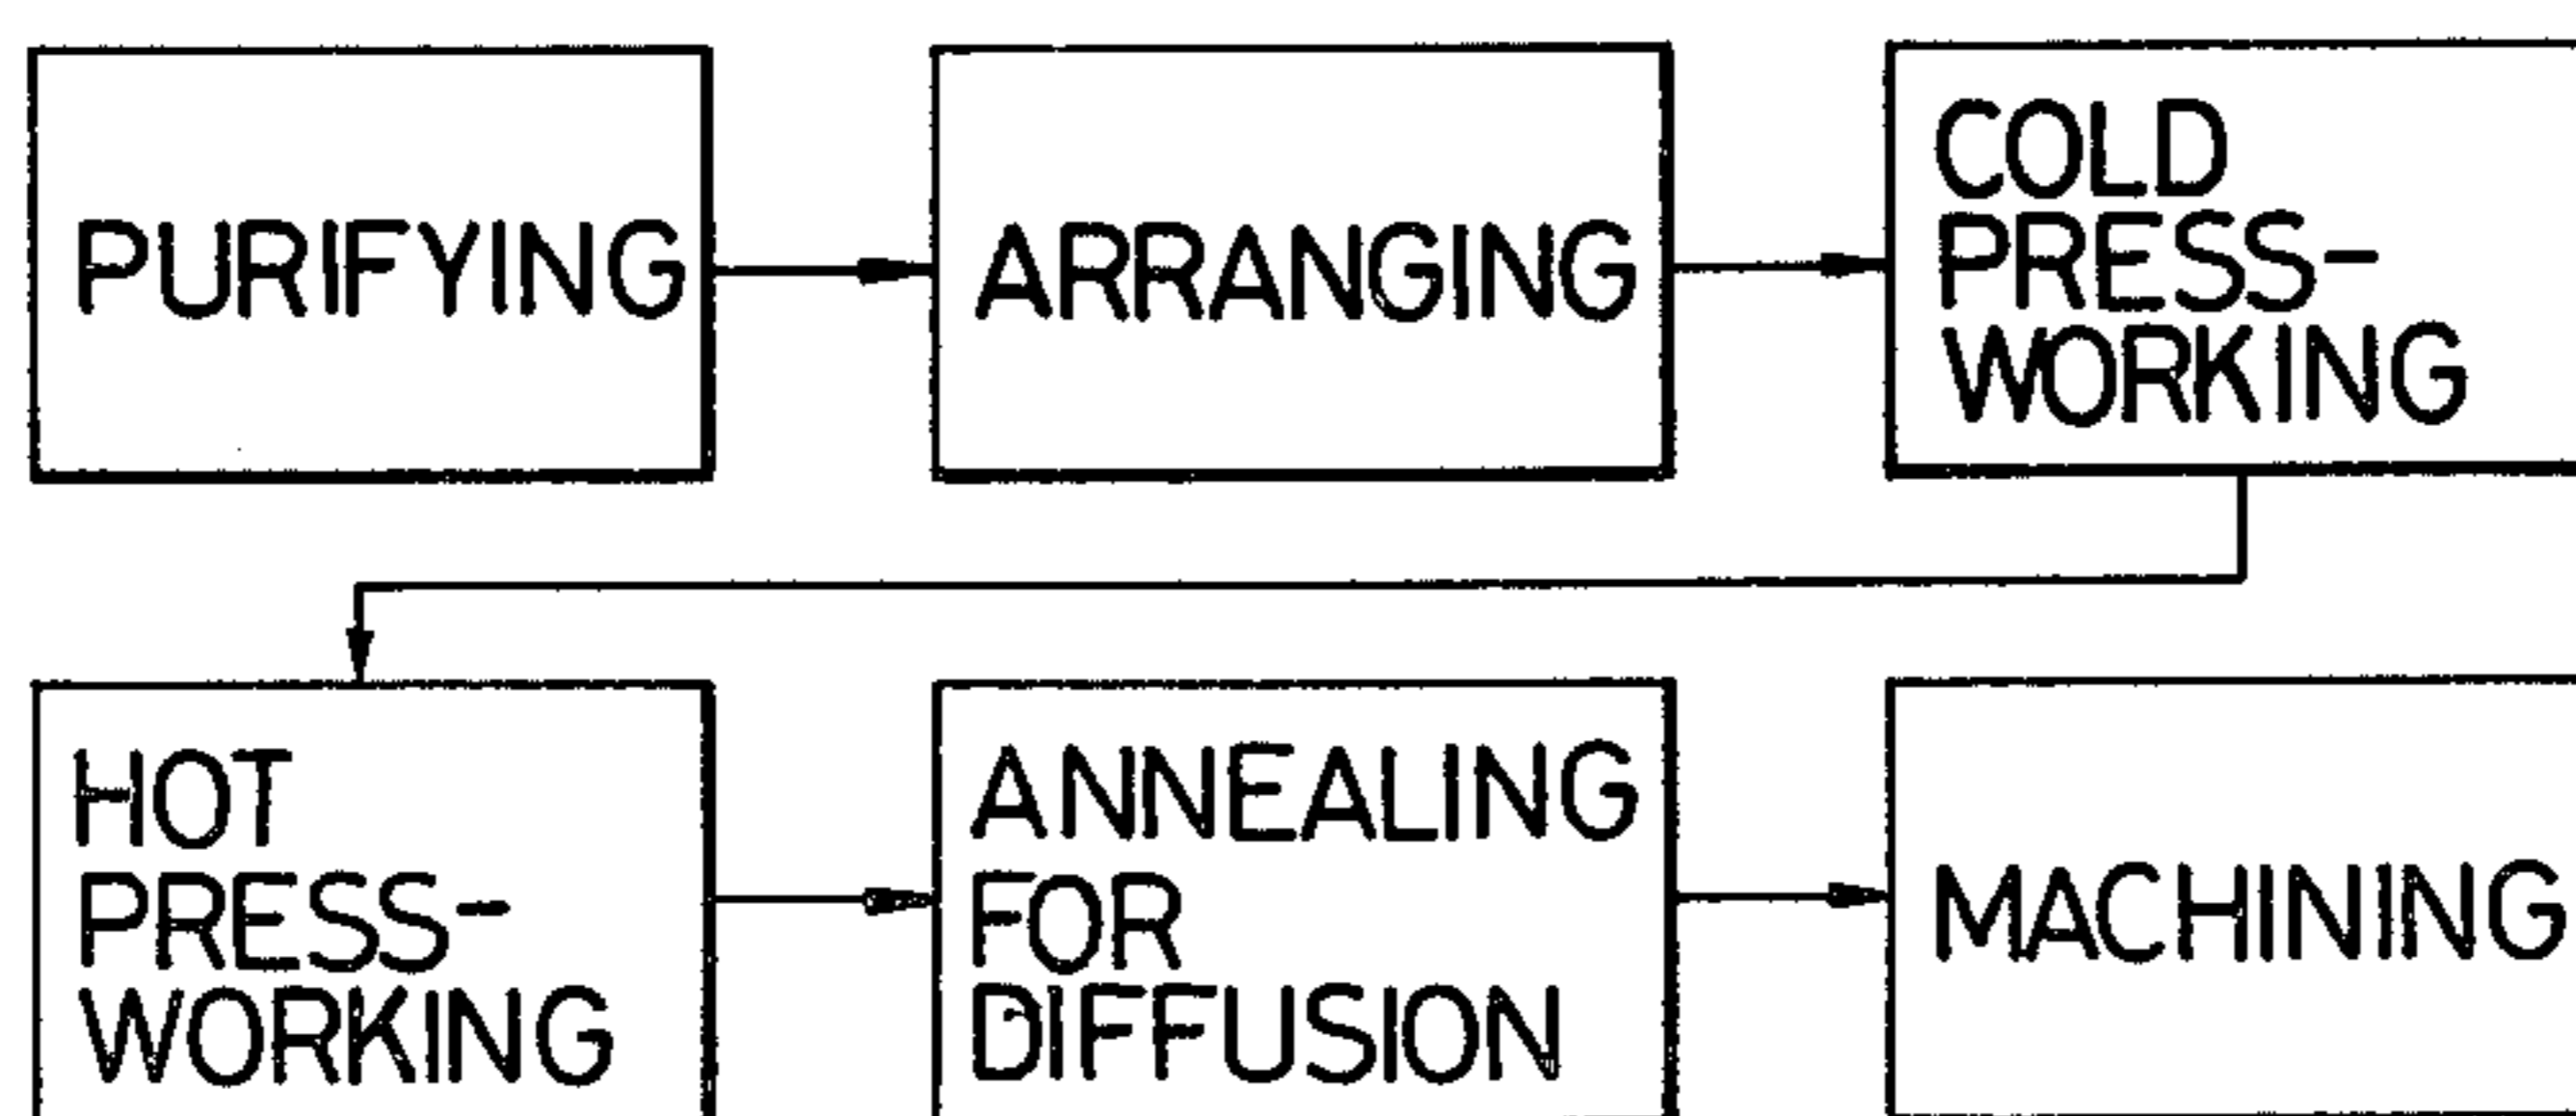 PURIFYING
ARRANGING
COLD
PRESS-
WORKING
HOT
PRESS-
WORKING
ANNEALING
FOR
DIFFUSION
MACHINING